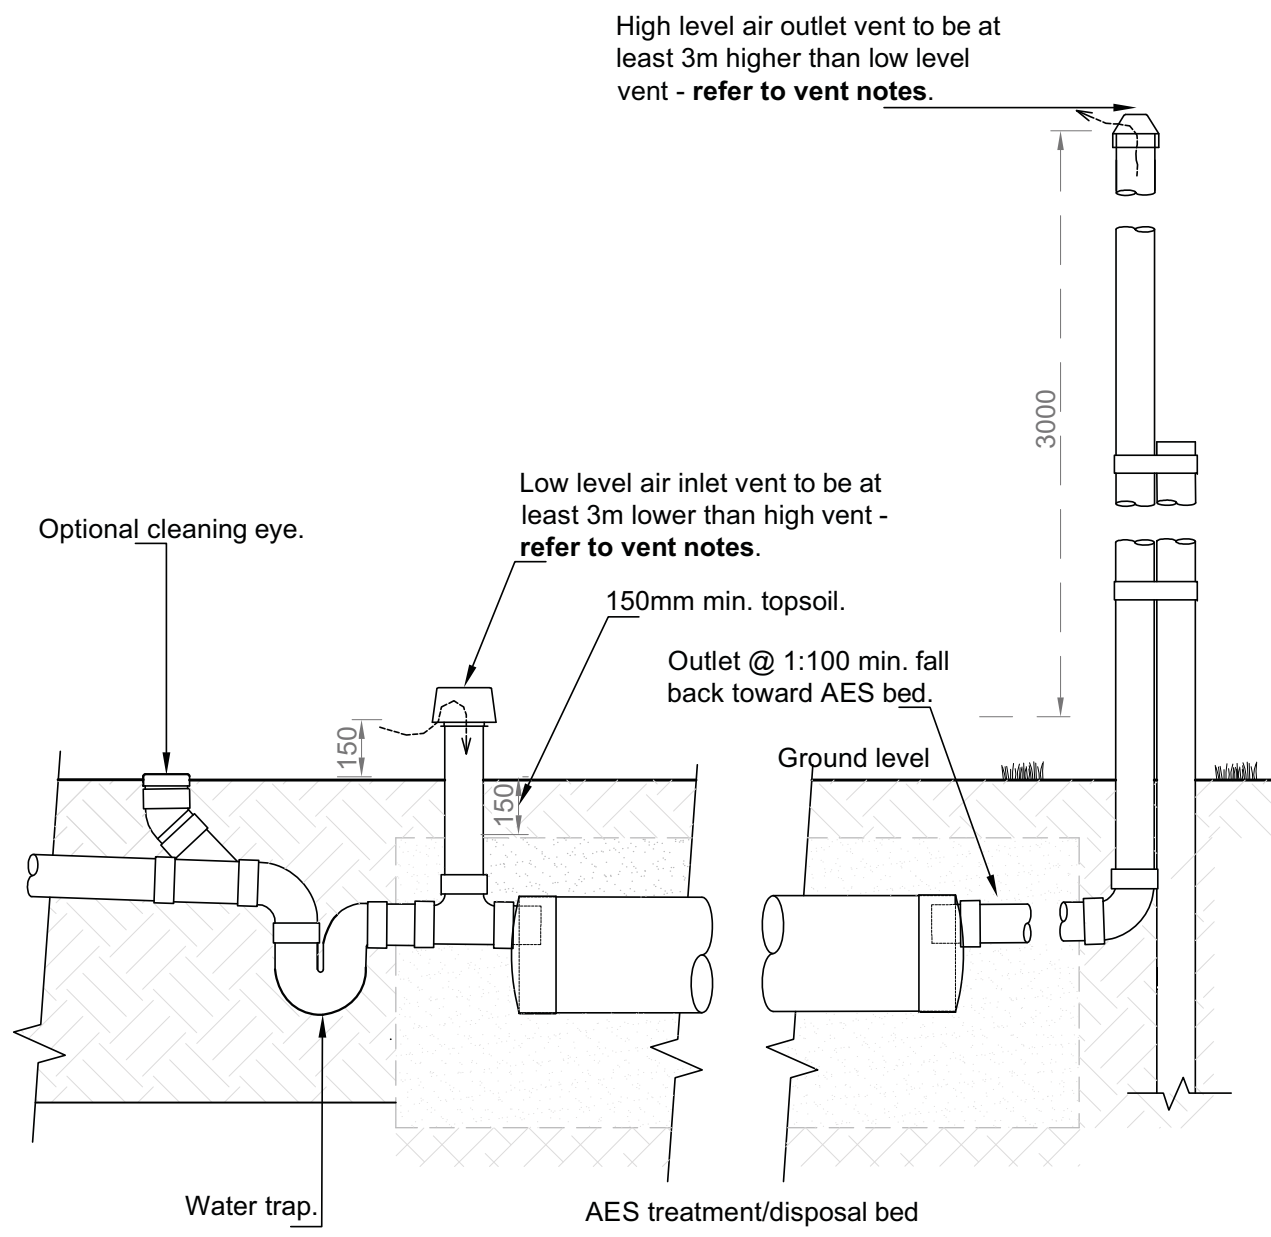 High level air outlet vent to be at
least 3m higher than low level
vent - refer to vent notes.
3000
Low level air inlet vent to be at
least 3m lower than high vent -
refer to vent notes.
Optional cleaning eye.
150mm min. topsoil.
Outlet @ 1:100 min. fall
back toward AES bed.
150
Ground level
150
Water trap.
AES treatment/disposal bed